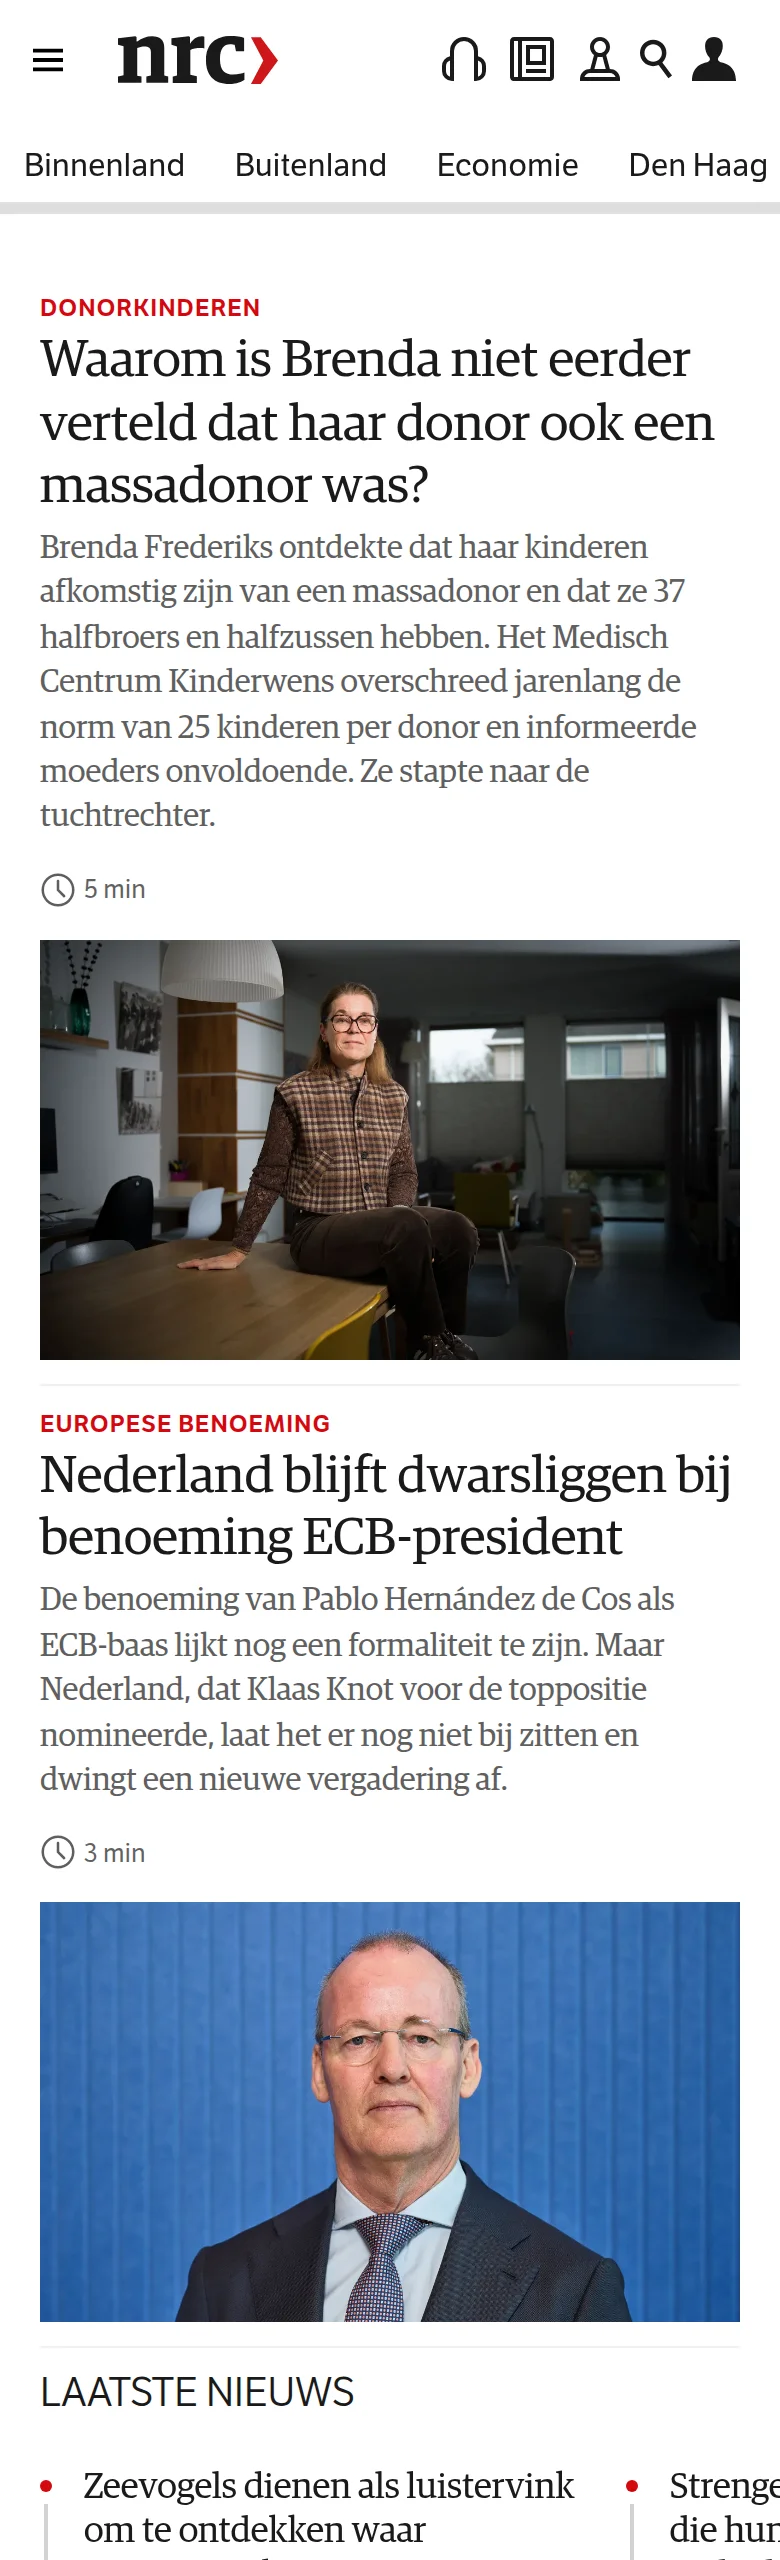 nrc
Binnenland Buitenland Economie Den Haag
DONORKINDEREN
Waarom is Brenda niet eerder
verteld dat haar donor ook een
massadonor was?
Brenda Frederiks ontdekte dat haar kinderen
afkomstig zijn van een massadonor en dat ze 37
halfbroers en halfzussen hebben. Het Medisch
Centrum Kinderwens overschreed jarenlang de
norm van 25 kinderen per donor en informeerde
moeders onvoldoende. Ze stapte naar de
tuchtrechter.
5 min
EUROPESE BENOEMING
Nederland blijft dwarsliggen bij
benoeming ECB-president
De benoeming van Pablo Hernández de Cos als
ECB-baas lijkt nog een formaliteit te zijn. Maar
Nederland, dat Klaas Knot voor de toppositie
nomineerde, laat het er nog niet bij zitten en
dwingt een nieuwe vergadering af.
3 min
LAATSTE NIEUWS
Zeevogels dienen als luistervink
om te ontdekken waar
Strenge
die hun